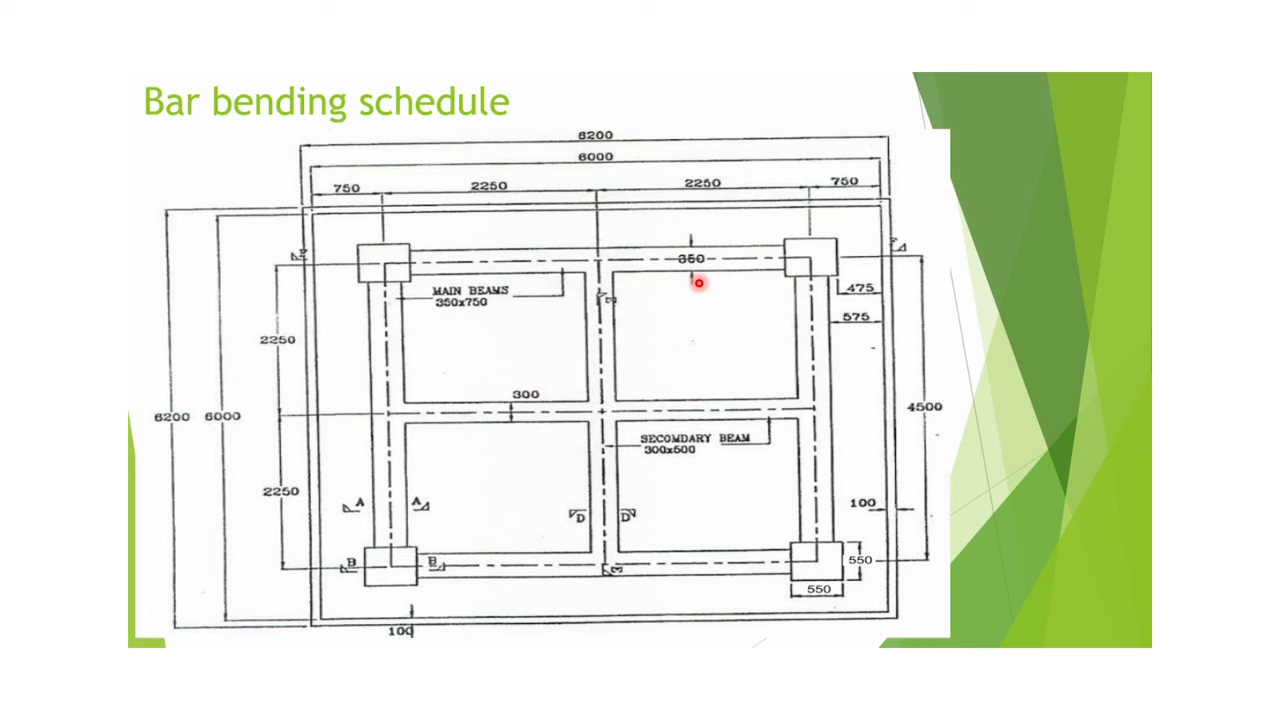 Bar bending schedule
6200
6000
750
2250
2250
750
350
MAIN BEAMS
350x750
475
575
2250
300
6200
6000
4500
SECOMDARY BEAM
300x500
2250
A
A
100
D
D
B
B
550
550
100